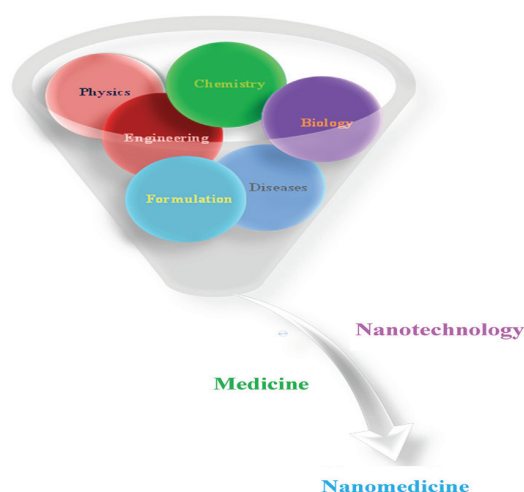 Chemistry
Physics
Biology
Engineering
Diseases
Formulation
Nanotechnology
Medicine
Nanomedicine